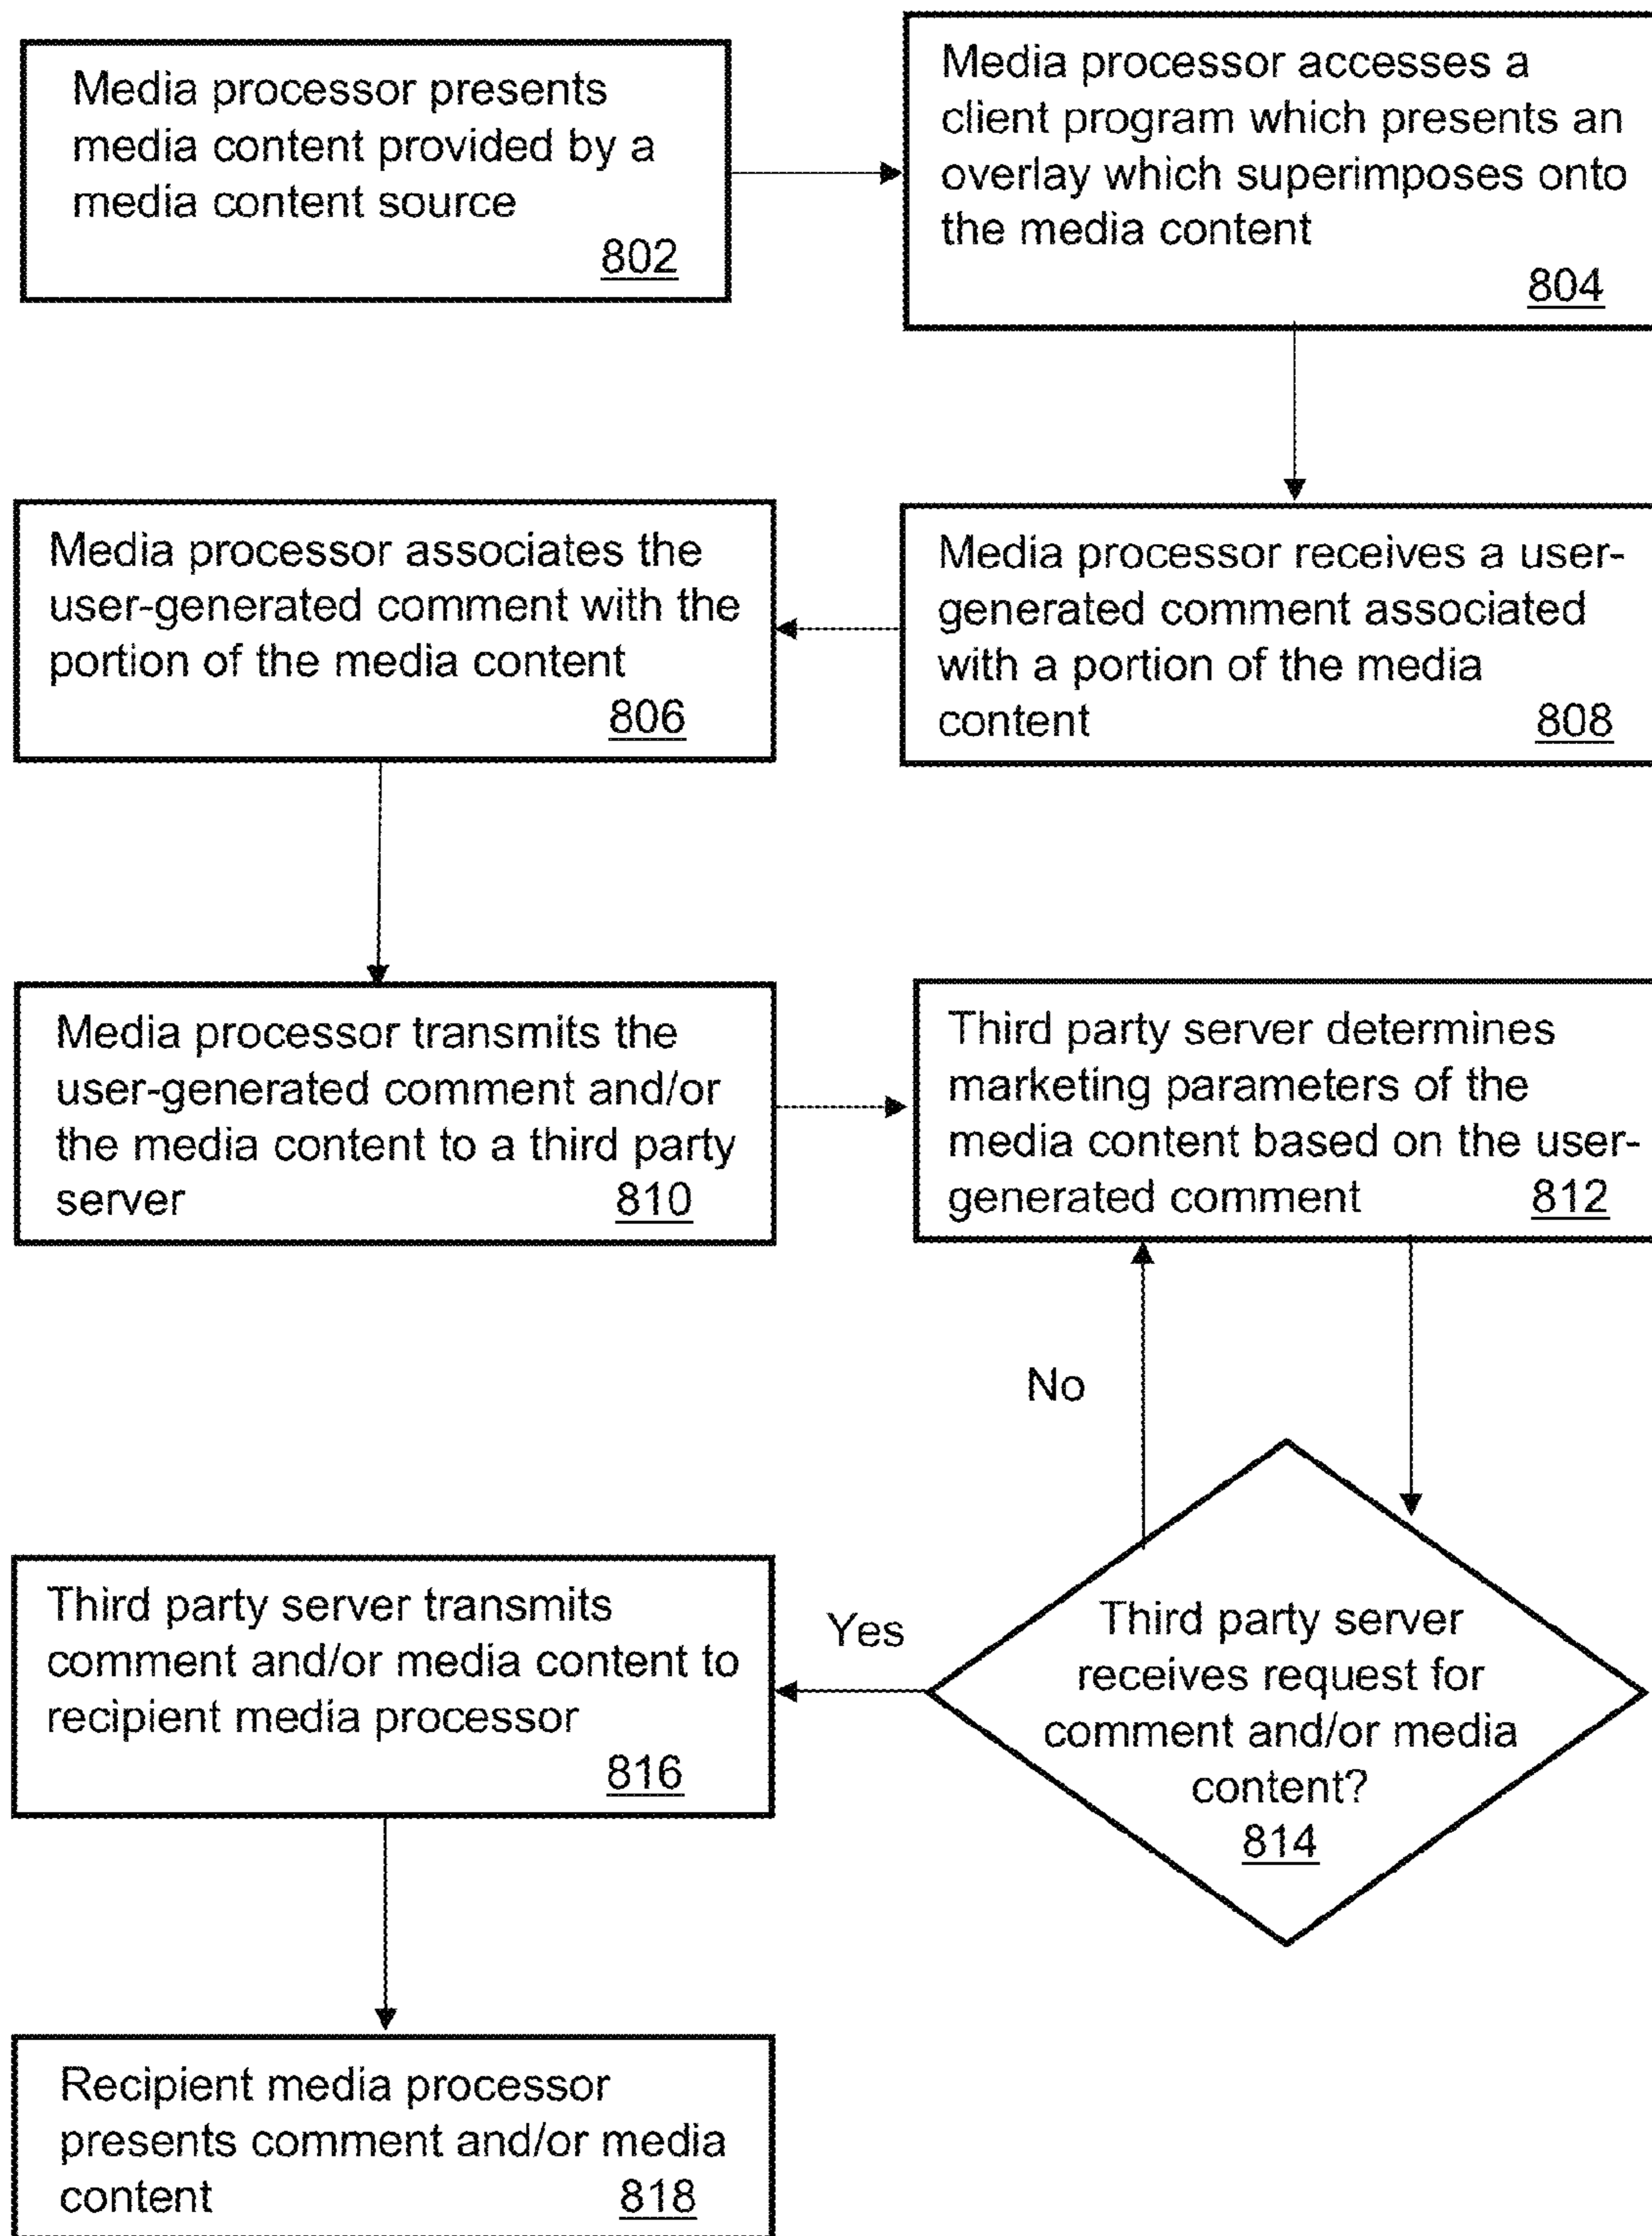 Media processor presents
media content provided by a
media content source
802
Media processor accesses a
client program which presents an
overlay which superimposes onto
the media content
804
Media processor receives a user-
generated comment associated
with a portion of the media
content 808
Media processor associates the
user-generated comment with the
portion of the media content
806
Media processor transmits the
user-generated comment and/or
the media content to a third party
server 810
Third party server determines
marketing parameters of the
media content based on the user-
generated comment 812
No
Third party server
receives request for
comment and/or media
content?
814
Yes
Third party server transmits
comment and/or media content to
recipient media processor
816
Recipient media processor
presents comment and/or media
content 818